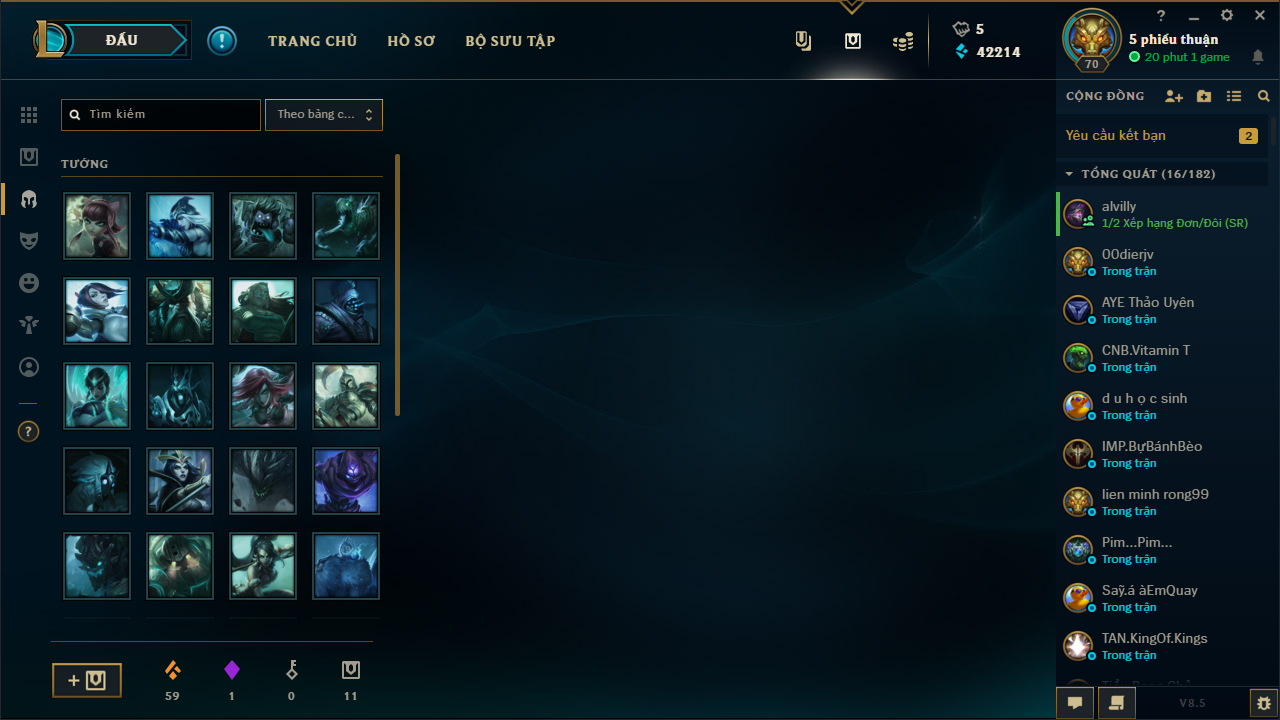 ĐẤU
TRANG CHỦ
HỒ SƠ
BỘ SƯU TẬP
5
42214
70
5 phiếu thuận
20 phut 1 game
Tìm kiếm
Theo bảng c...
TƯỚNG
59
1
0
11
CỘNG ĐỒNG
Yêu cầu kết bạn
2
TỔNG QUÁT (16/182)
alvilly
1/2 Xếp hạng Đơn/Đôi (SR)
00dierjv
Trong trận
AYE Thảo Uyên
Trong trận
CNB.Vitamin T
Trong trận
d u h ọ c sinh
Trong trận
IMP.BựBánhBèo
Trong trận
lien minh rong99
Trong trận
Pim...Pim...
Trong trận
Saỹ.á àEmQuay
Trong trận
TAN.KingOf.Kings
Trong trận
V8.5